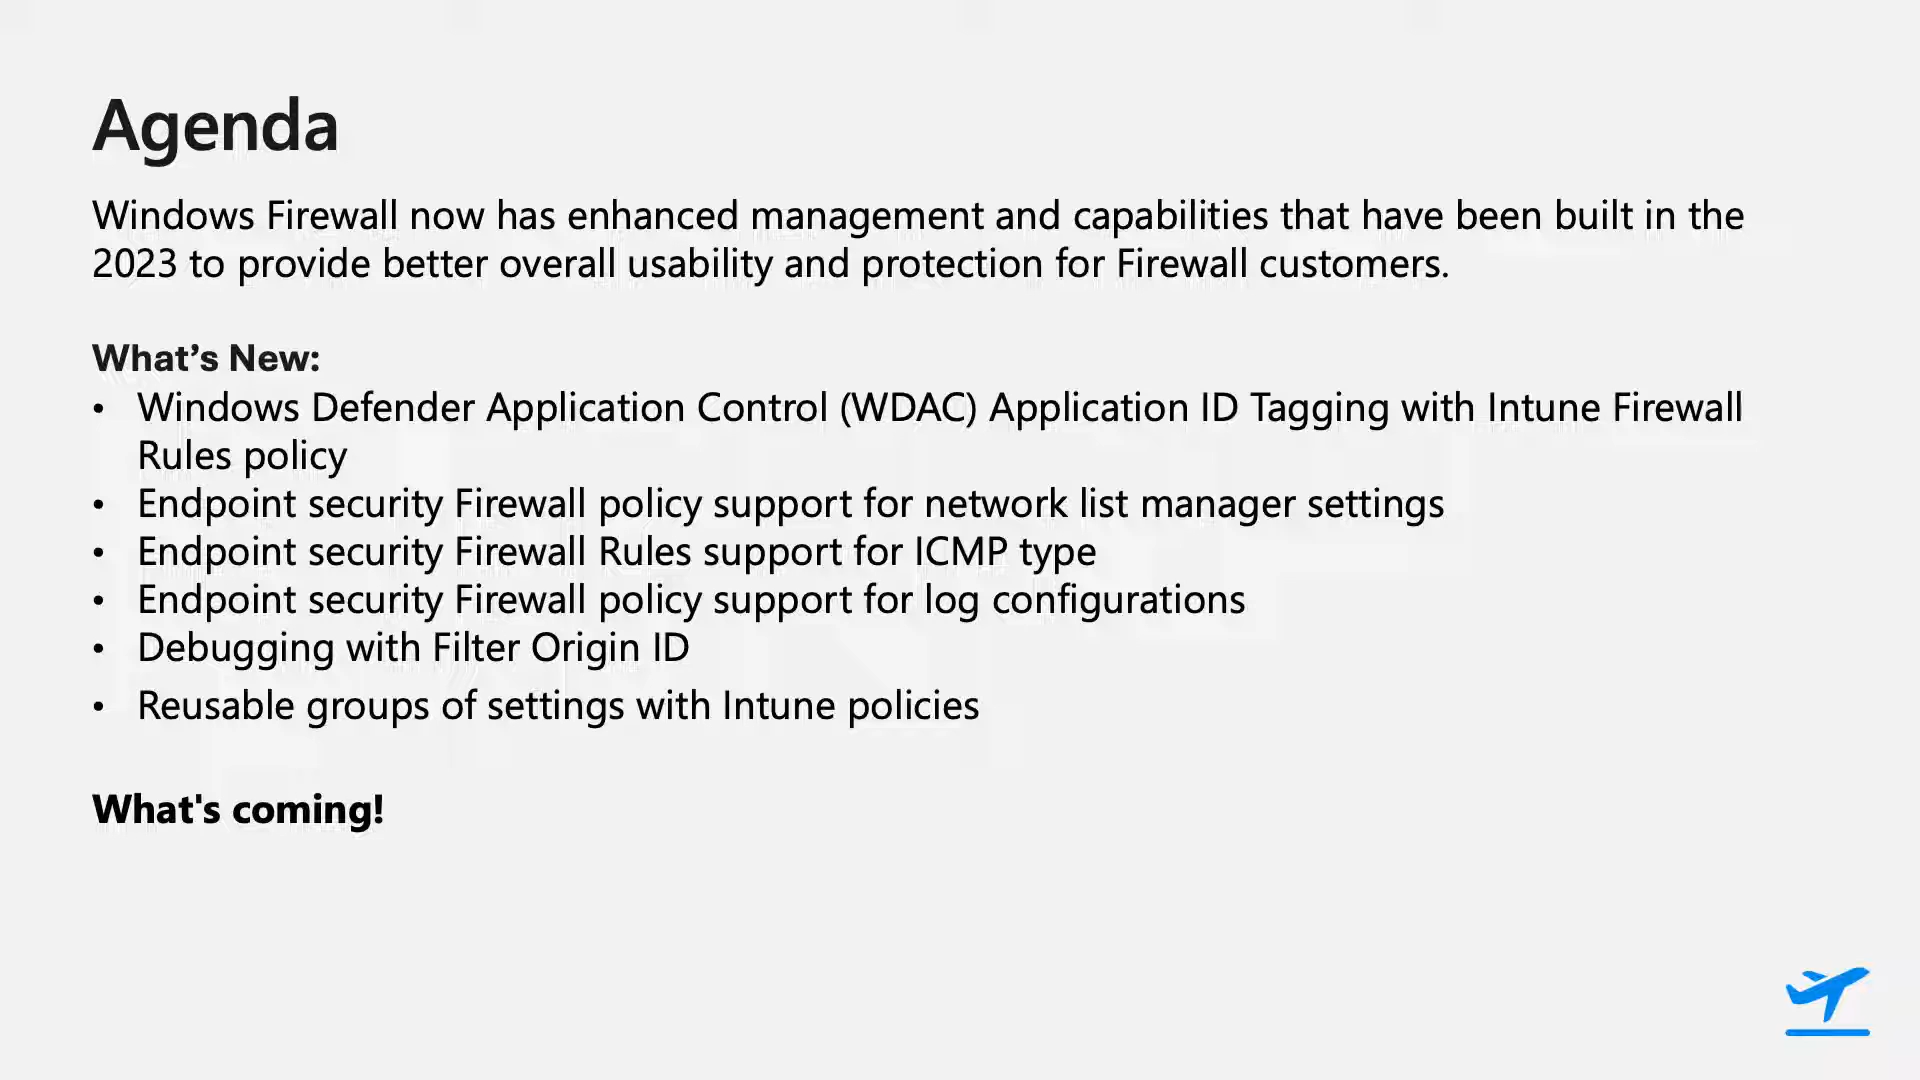 Agenda
Windows Firewall now has enhanced management and capabilities that have been built in the
2023 to provide better overall usability and protection for Firewall customers.
What’s New:
• Windows Defender Application Control (WDAC) Application ID Tagging with Intune Firewall
Rules policy
• Endpoint security Firewall policy support for network list manager settings
• Endpoint security Firewall Rules support for ICMP type
• Endpoint security Firewall policy support for log configurations
• Debugging with Filter Origin ID
• Reusable groups of settings with Intune policies
What's coming!